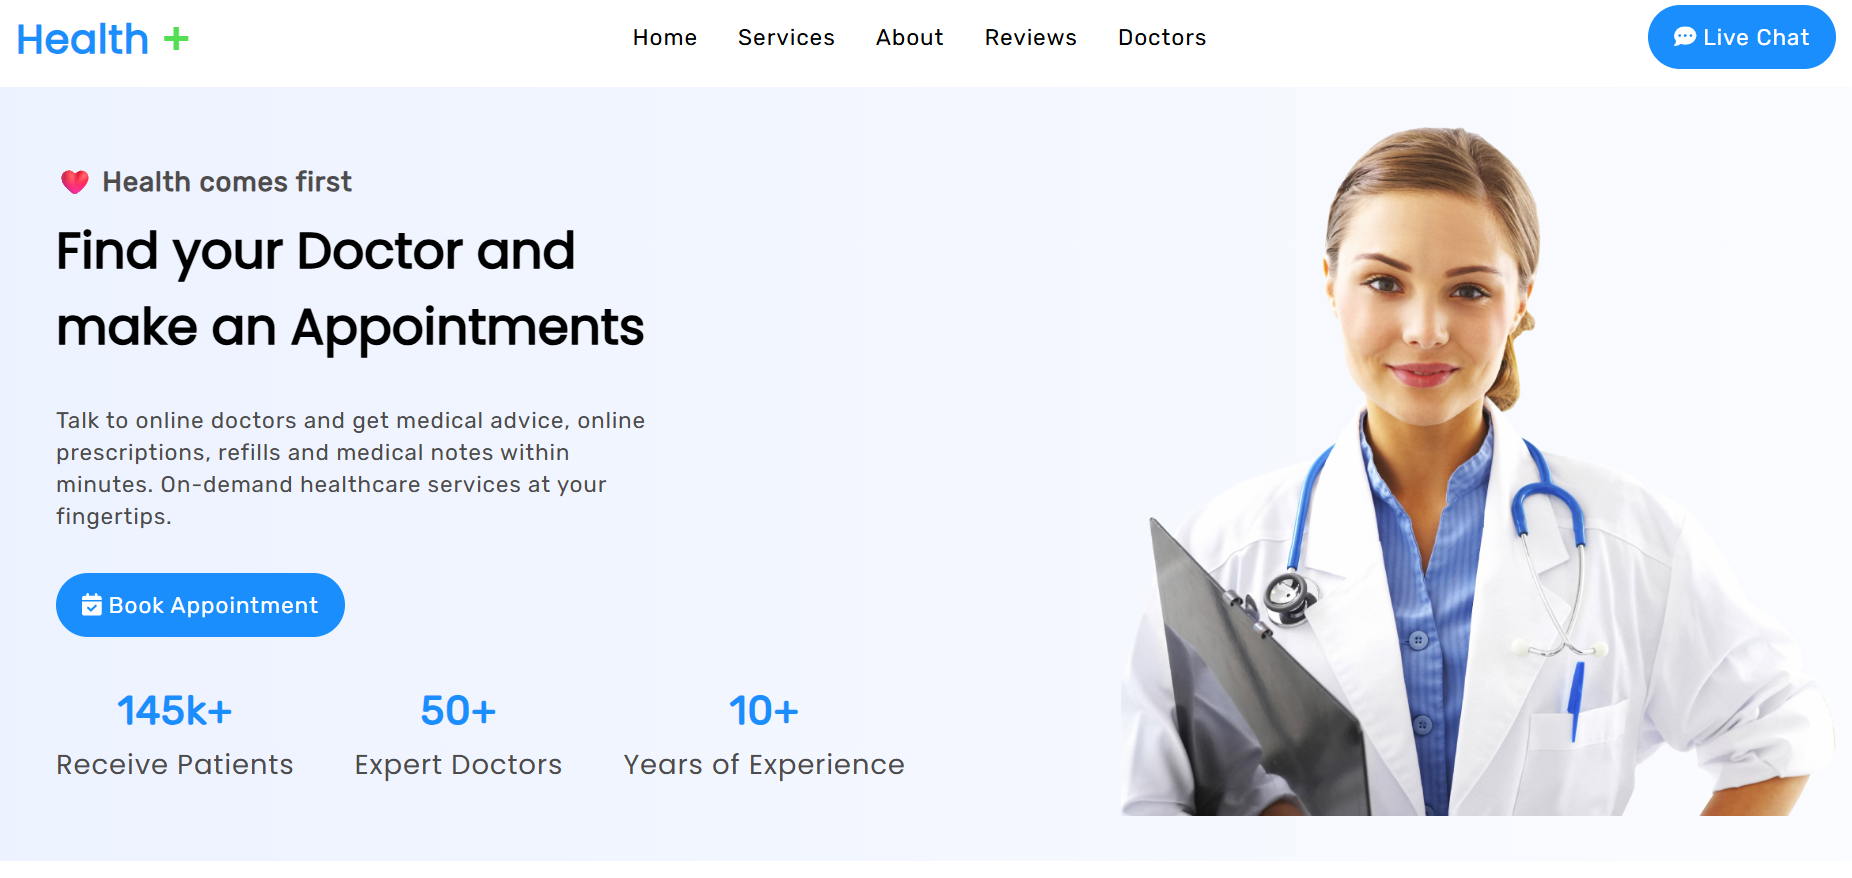 Health +
Home Services About Reviews Doctors
Live Chat
Health comes first
Find your Doctor and
make an Appointments
Talk to online doctors and get medical advice, online
prescriptions, refills and medical notes within
minutes. On-demand healthcare services at your
fingertips.
Book Appointment
145k+ 50+ 10+
Receive Patients Expert Doctors Years of Experience